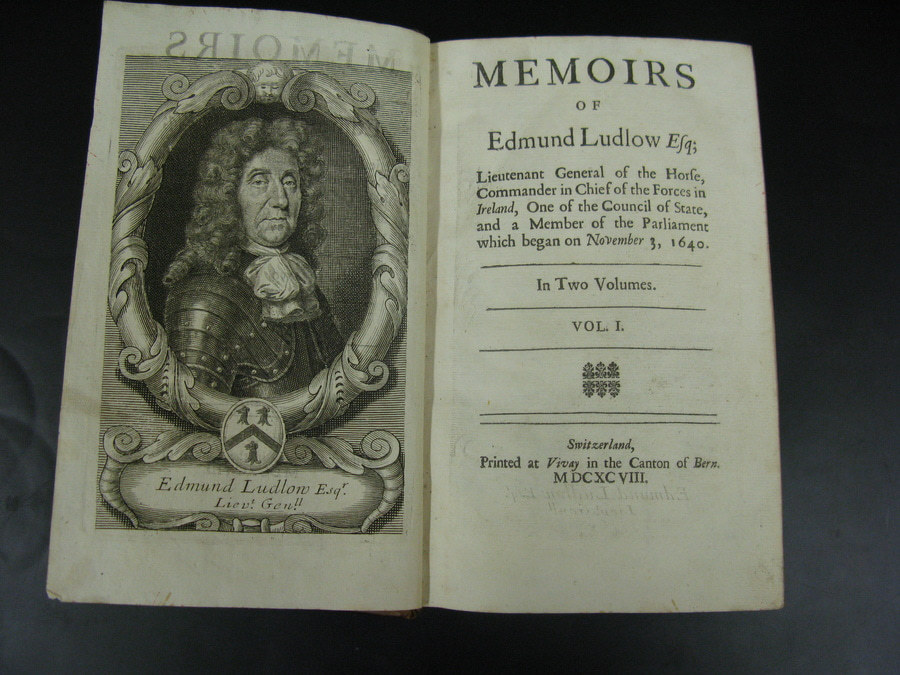 Edmund Ludlow Esqr.
Lievt. Genll
MEMOIRS
OF
Edmund Ludlow Eſq;
Lieutenant General of the Horſe,
Commander in Chief of the Forces in
Ireland, One of the Council of State,
and a Member of the Parliament
which began on November 3, 1640.
In Two Volumes.
VOL. I.
Switzerland,
Printed at Vivay in the Canton of Bern.
M DC XC VIII.